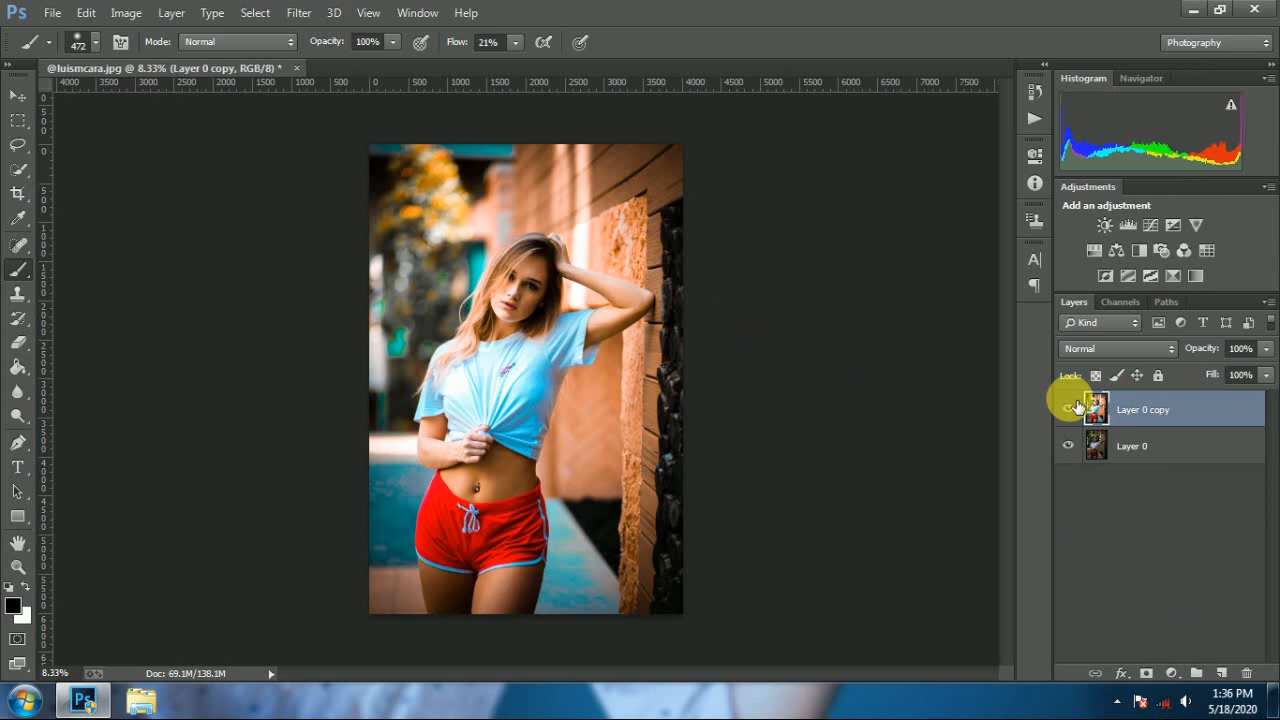 Ps File Edit Image Layer Type Select Filter 3D View Window Help
472 Mode: Normal Opacity: 100% Flow: 21% Photography
@luismcara.jpg @ 8.33% (Layer 0 copy, RGB/8) * ×
4000 3500 3000 2500 2000 1500 1000 500 0 500 1000 1500 2000 2500 3000 3500 4000 4500 5000 5500 6000 6500 7000 7500
Histogram Navigator
Adjustments
Add an adjustment
Layers Channels Paths
Kind
Normal Opacity: 100%
Lock: Fill: 100%
Layer 0 copy
Layer 0
8.33% Doc: 69.1M/138.1M
Ps 1:36 PM
5/18/2020